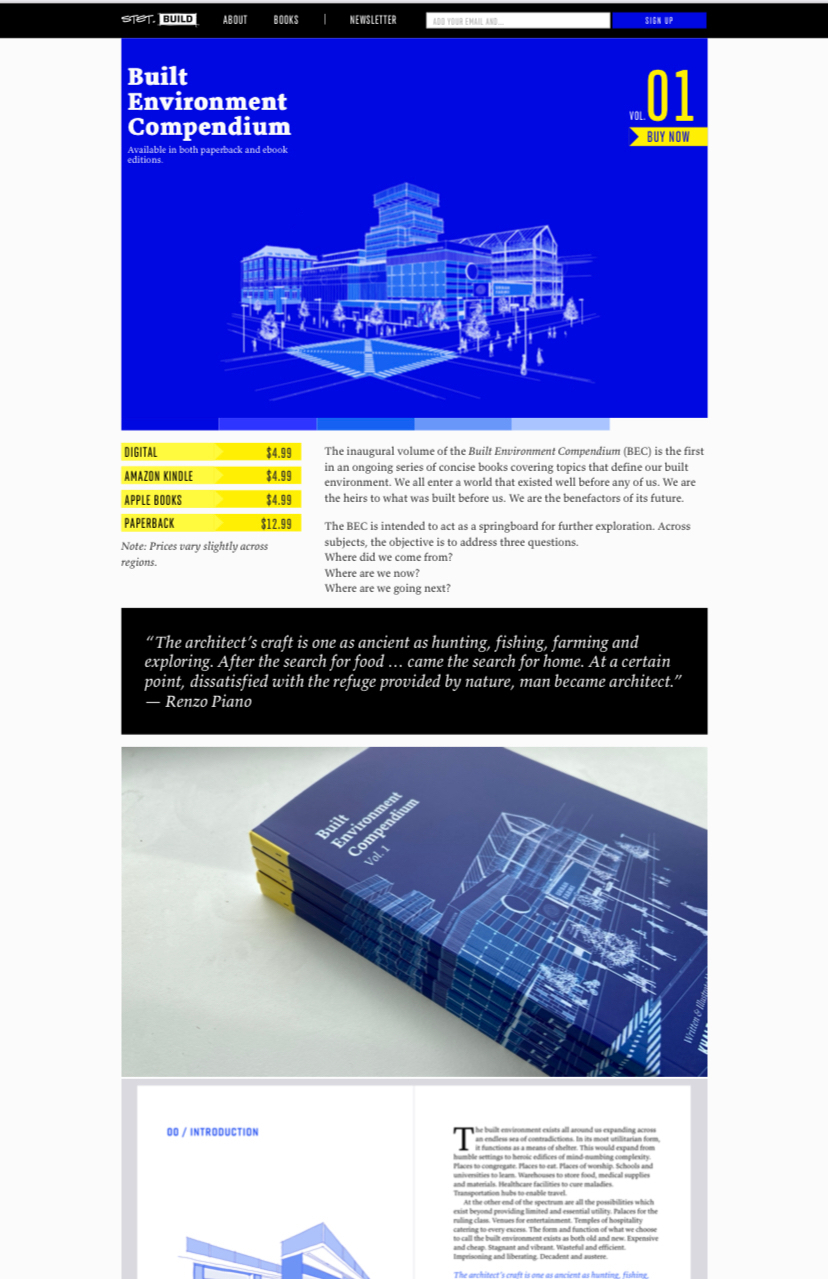 STET. BUILD ABOUT BOOKS | NEWSLETTER ADD YOUR EMAIL AND... SIGN UP
Built
Environment
Compendium
Available in both paperback and ebook
editions.
VOL. 01
BUY NOW
DIGITAL $4.99
AMAZON KINDLE $4.99
APPLE BOOKS $4.99
PAPERBACK $12.99
Note: Prices vary slightly across
regions.
The inaugural volume of the Built Environment Compendium (BEC) is the first
in an ongoing series of concise books covering topics that define our built
environment. We all enter a world that existed well before any of us. We are
the heirs to what was built before us. We are the benefactors of its future.
The BEC is intended to act as a springboard for further exploration. Across
subjects, the objective is to address three questions.
Where did we come from?
Where are we now?
Where are we going next?
“The architect’s craft is one as ancient as hunting, fishing, farming and
exploring. After the search for food … came the search for home. At a certain
point, dissatisfied with the refuge provided by nature, man became architect.”
— Renzo Piano
Built
Environment
Compendium
Vol. 1
Written & Illustrated
00 / INTRODUCTION
The built environment exists all around us expanding across
an endless sea of contradictions. In its most utilitarian form,
it functions as a means of shelter. This would expand from
humble settings to heroic edifices of mind-numbing complexity.
Places to congregate. Places to eat. Places of worship. Schools and
universities to learn. Warehouses to store food, medical supplies
and materials. Healthcare facilities to cure maladies.
Transportation hubs to enable travel.
At the other end of the spectrum are all the possibilities which
exist beyond providing limited and essential utility. Palaces for the
ruling class. Venues for entertainment. Temples of hospitality
catering to every excess. The form and function of what we choose
to call the built environment exists as both old and new. Expensive
and cheap. Stagnant and vibrant. Wasteful and efficient.
Imprisoning and liberating. Decadent and austere.
The architect’s craft is one as ancient as hunting, fishing,